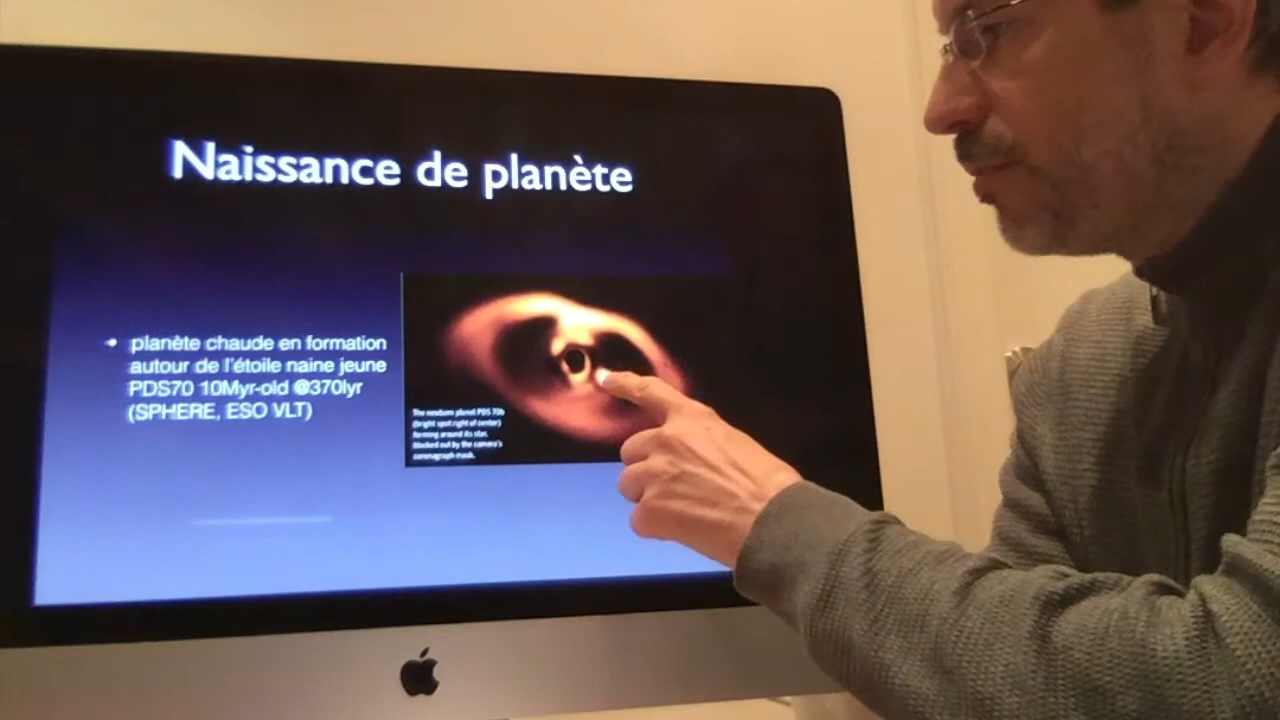 Naissance de planète
• planète chaude en formation
autour de l'étoile naine jeune
PDS70 10Myr-old @370lyr
(SPHERE, ESO VLT)
The newborn planet PDS 70b
(bright spot right of center)
forming around its star,
blocked out by the camera's
coronagraph mask.